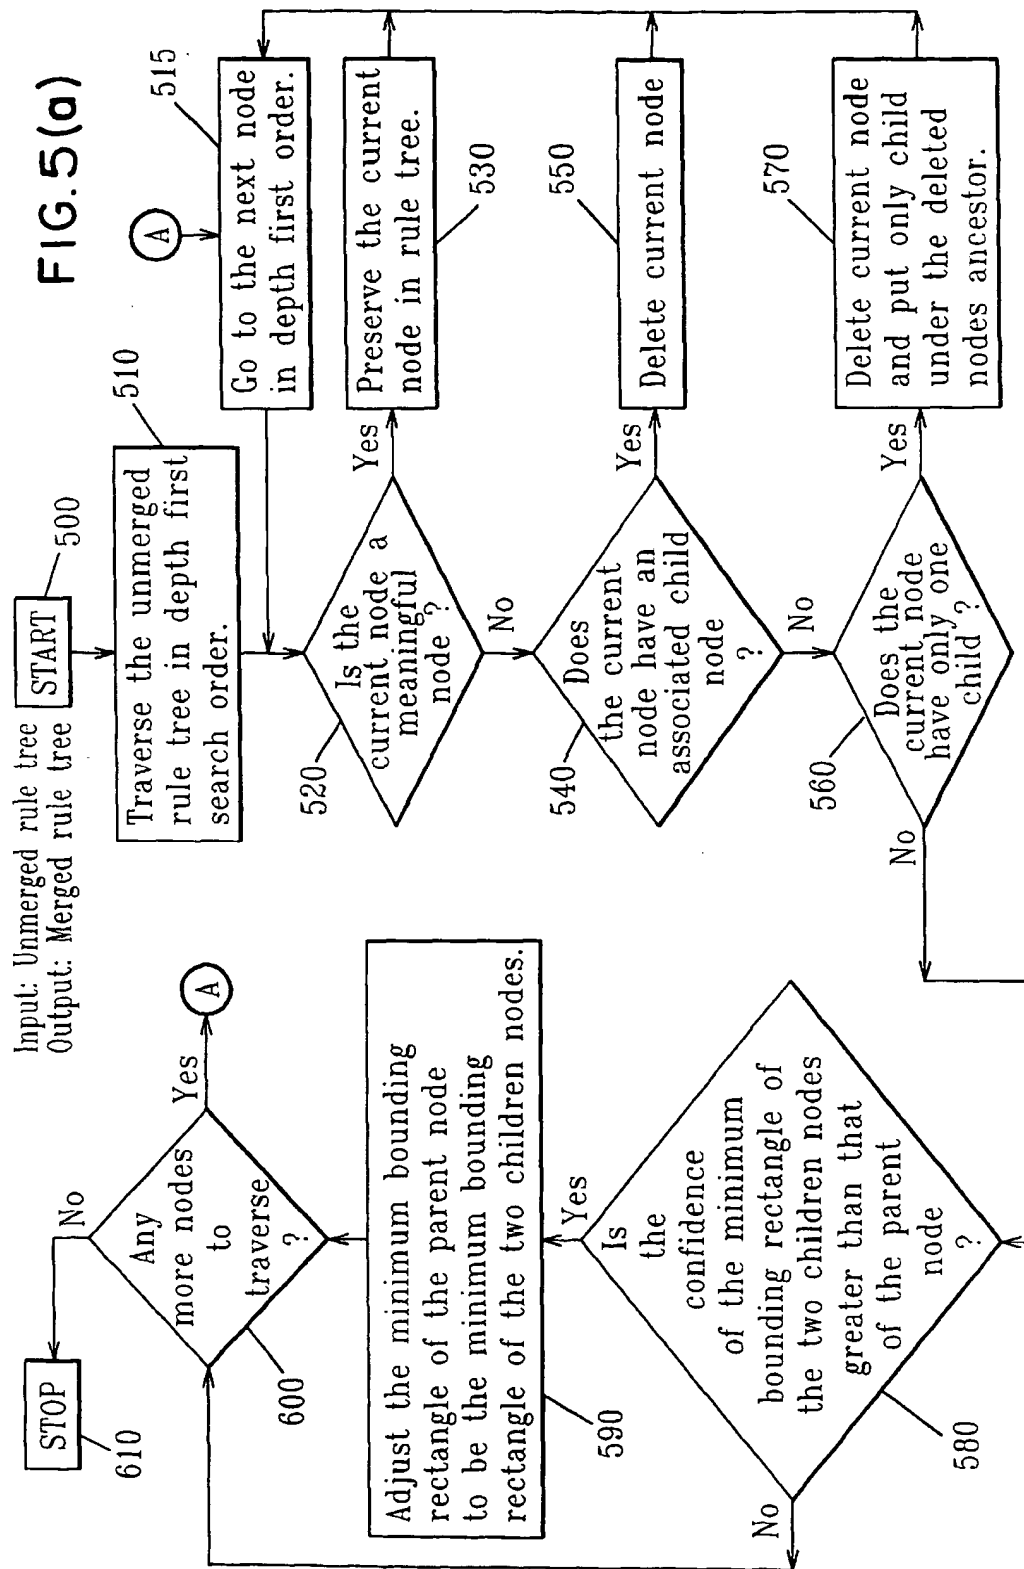 FIG.5(a)
Input: Unmerged rule tree
Output: Merged rule tree
START
500
Traverse the unmerged
rule tree in depth first
search order.
510
A
Go to the next node
in depth first order.
515
Is the
current node a
meaningful
node ?
520
Yes
No
Preserve the current
node in rule tree.
530
Does
the current
node have an
associated child
node
?
540
Yes
No
Delete current node
550
Does the
current node
have only one
child ?
560
Yes
No
Delete current node
and put only child
under the deleted
nodes ancestor.
570
Is
the
confidence
of the minimum
bounding rectangle of
the two children nodes
greater than that
of the parent
node
?
580
Yes
No
Adjust the minimum bounding
rectangle of the parent node
to be the minimum bounding
rectangle of the two children nodes.
590
Any
more nodes
to
traverse
?
600
Yes
A
No
STOP
610